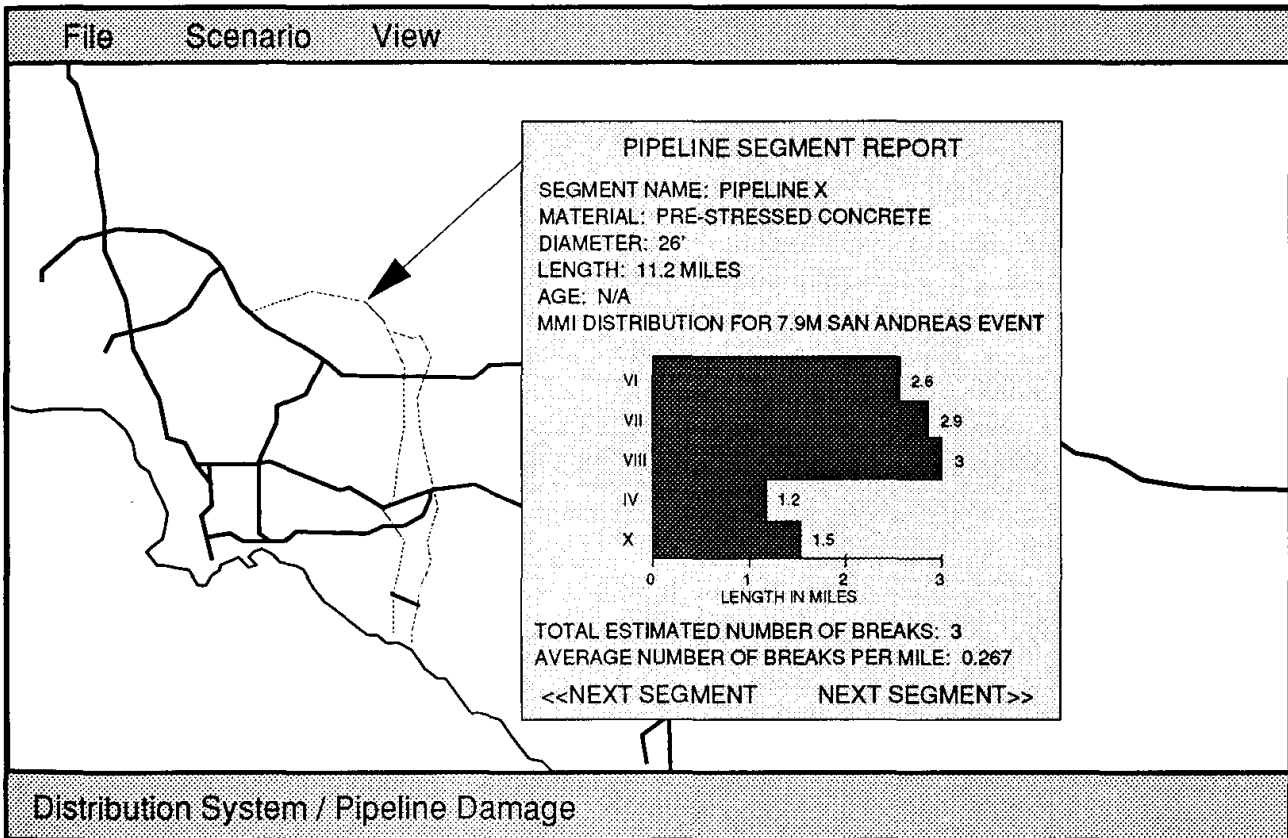 File Scenario View
PIPELINE SEGMENT REPORT
SEGMENT NAME: PIPELINE X
MATERIAL: PRE-STRESSED CONCRETE
DIAMETER: 26'
LENGTH: 11.2 MILES
AGE: N/A
MMI DISTRIBUTION FOR 7.9M SAN ANDREAS EVENT
VI 2.6
VII 2.9
VIII 3
IV 1.2
X 1.5
0 1 2 3
LENGTH IN MILES
TOTAL ESTIMATED NUMBER OF BREAKS: 3
AVERAGE NUMBER OF BREAKS PER MILE: 0.267
<<NEXT SEGMENT NEXT SEGMENT>>
Distribution System / Pipeline Damage